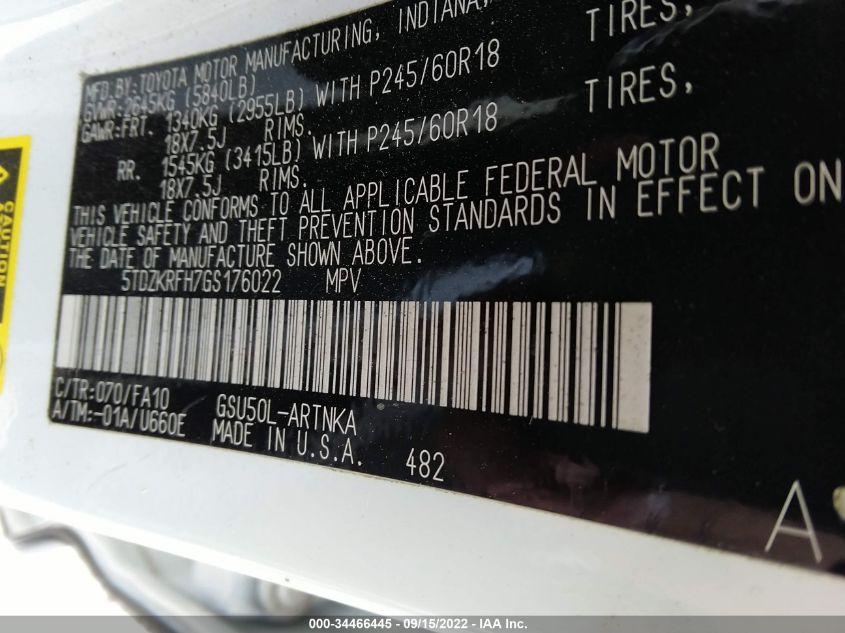 MFD.BY:TOYOTA MOTOR MANUFACTURING, INDIANA,
GVWR:2645KG (5840LB)
GAWR:FRT. 1340KG (2955LB) WITH P245/60R18 TIRES,
18X7.5J RIMS.
RR. 1545KG (3415LB) WITH P245/60R18 TIRES,
18X7.5J RIMS.
THIS VEHICLE CONFORMS TO ALL APPLICABLE FEDERAL MOTOR
VEHICLE SAFETY AND THEFT PREVENTION STANDARDS IN EFFECT ON
THE DATE OF MANUFACTURE SHOWN ABOVE.
5TDZKRFH7GS176022 MPV
C/TR:070/FA10 GSU50L-ARTNKA
A/TM:-01A/U660E MADE IN U.S.A. 482
A
CAUTION
000-34466445 - 09/15/2022 - IAA Inc.